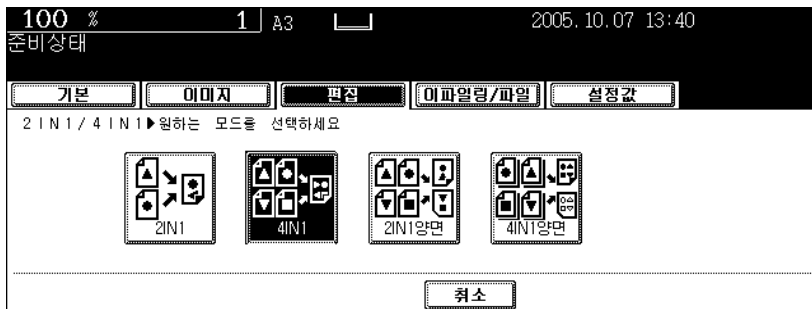 100 % 1 A3 2005.10.07 13:40
준비상태
기본 이미지 편집 이파일링/파일 설정값
2IN1/4IN1▶원하는 모드를 선택하세요
2IN1 4IN1 2IN1양면 4IN1양면
취소